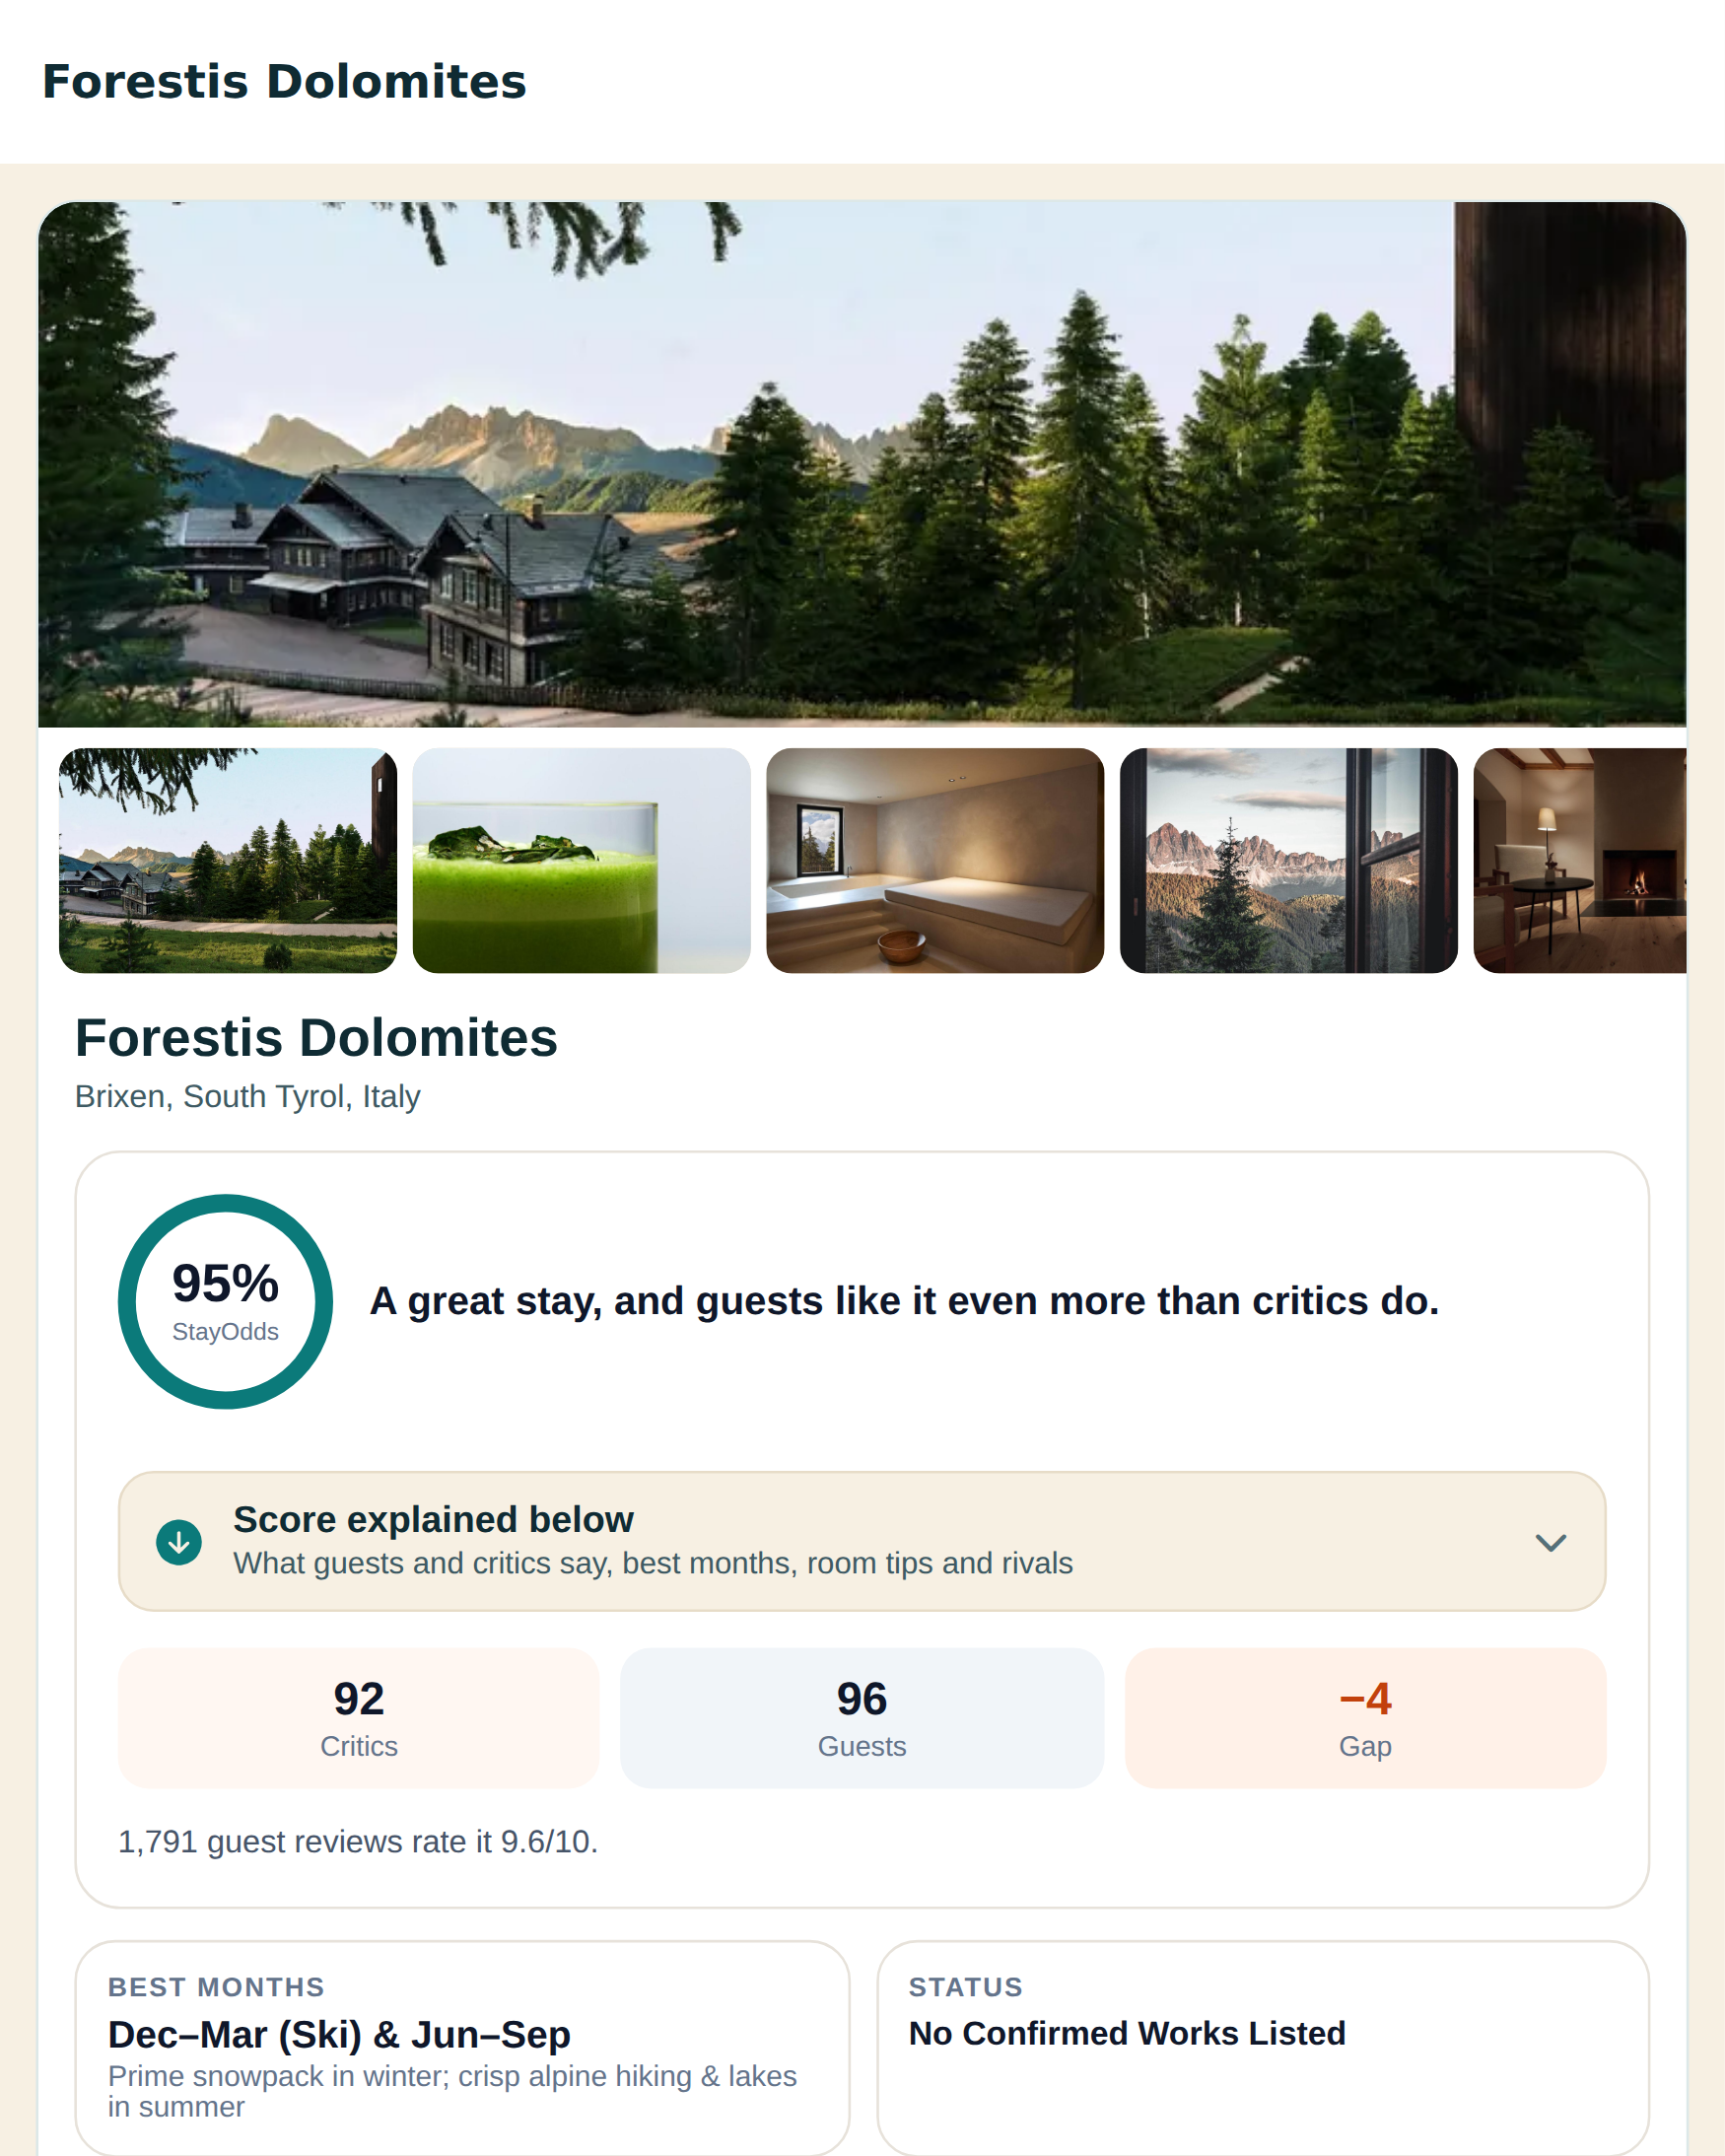 Forestis Dolomites
Forestis Dolomites
Brixen, South Tyrol, Italy
95%
StayOdds
A great stay, and guests like it even more than critics do.
Score explained below
What guests and critics say, best months, room tips and rivals
92
Critics
96
Guests
−4
Gap
1,791 guest reviews rate it 9.6/10.
BEST MONTHS
Dec–Mar (Ski) & Jun–Sep
Prime snowpack in winter; crisp alpine hiking & lakes
in summer
STATUS
No Confirmed Works Listed